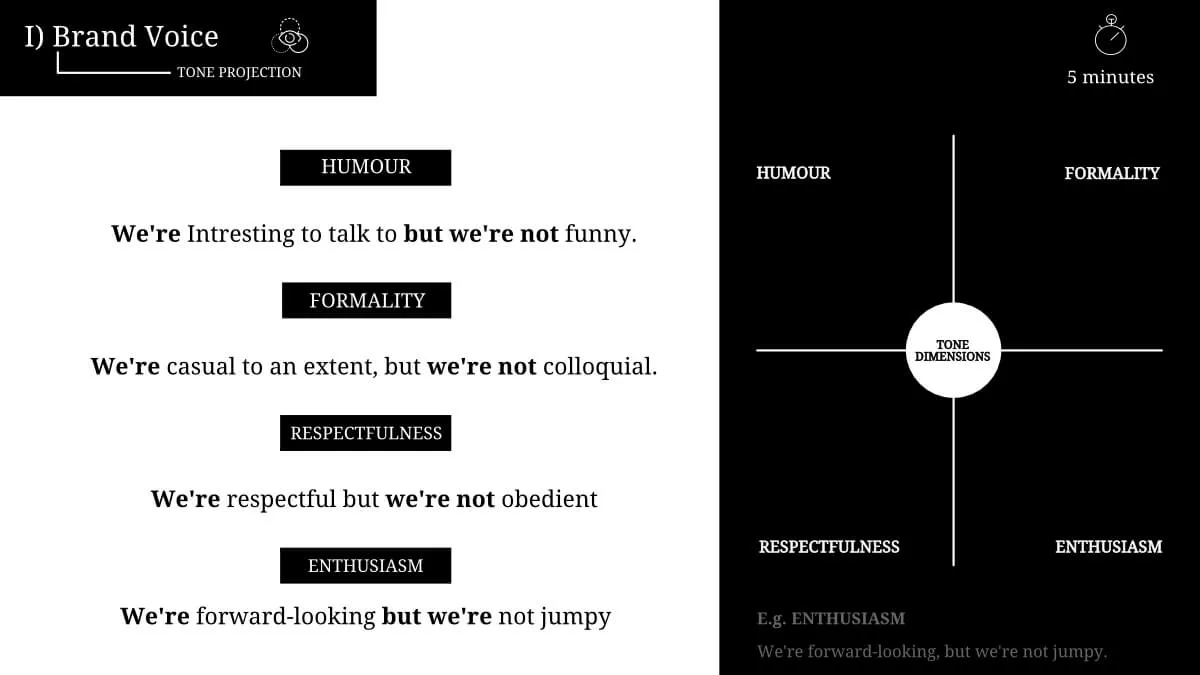 I) Brand Voice
TONE PROJECTION
HUMOUR
We're Intresting to talk to but we're not funny.
FORMALITY
We're casual to an extent, but we're not colloquial.
RESPECTFULNESS
We're respectful but we're not obedient
ENTHUSIASM
We're forward-looking but we're not jumpy
5 minutes
HUMOUR
FORMALITY
TONE
DIMENSIONS
RESPECTFULNESS
ENTHUSIASM
E.g. ENTHUSIASM
We're forward-looking, but we're not jumpy.